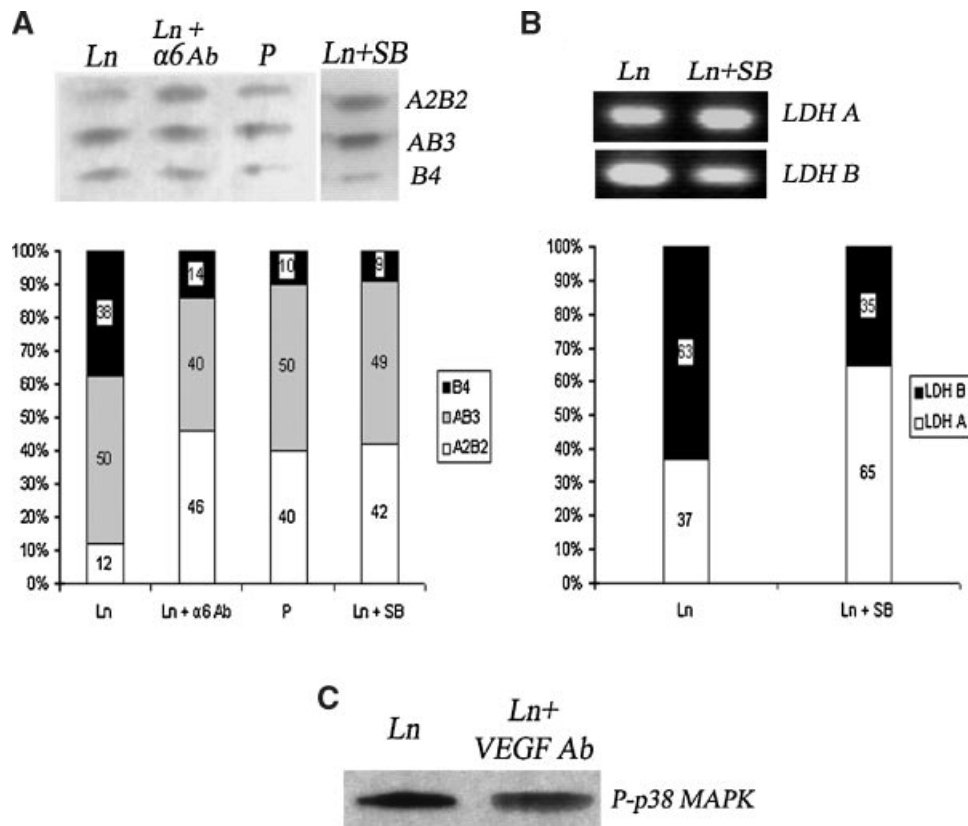 A
Ln
Ln +
α6 Ab
P
Ln+SB
A2B2
AB3
B4
B
Ln
Ln+SB
LDH A
LDH B
100%
90%
80%
70%
60%
50%
40%
30%
20%
10%
0%
38
50
12
14
40
46
10
50
40
9
49
42
Ln
Ln + α6 Ab
P
Ln + SB
B4
AB3
A2B2
100%
90%
80%
70%
60%
50%
40%
30%
20%
10%
0%
63
37
35
65
Ln
Ln + SB
LDH B
LDH A
C
Ln
Ln+
VEGF Ab
P-p38 MAPK